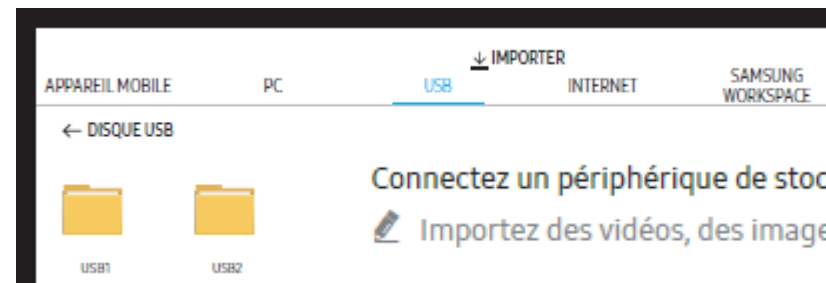 IMPORTER
APPAREIL MOBILE PC USB INTERNET SAMSUNG WORKSPACE
← DISQUE USB
Connectez un périphérique de stoc
Importez des vidéos, des image
USB1 USB2